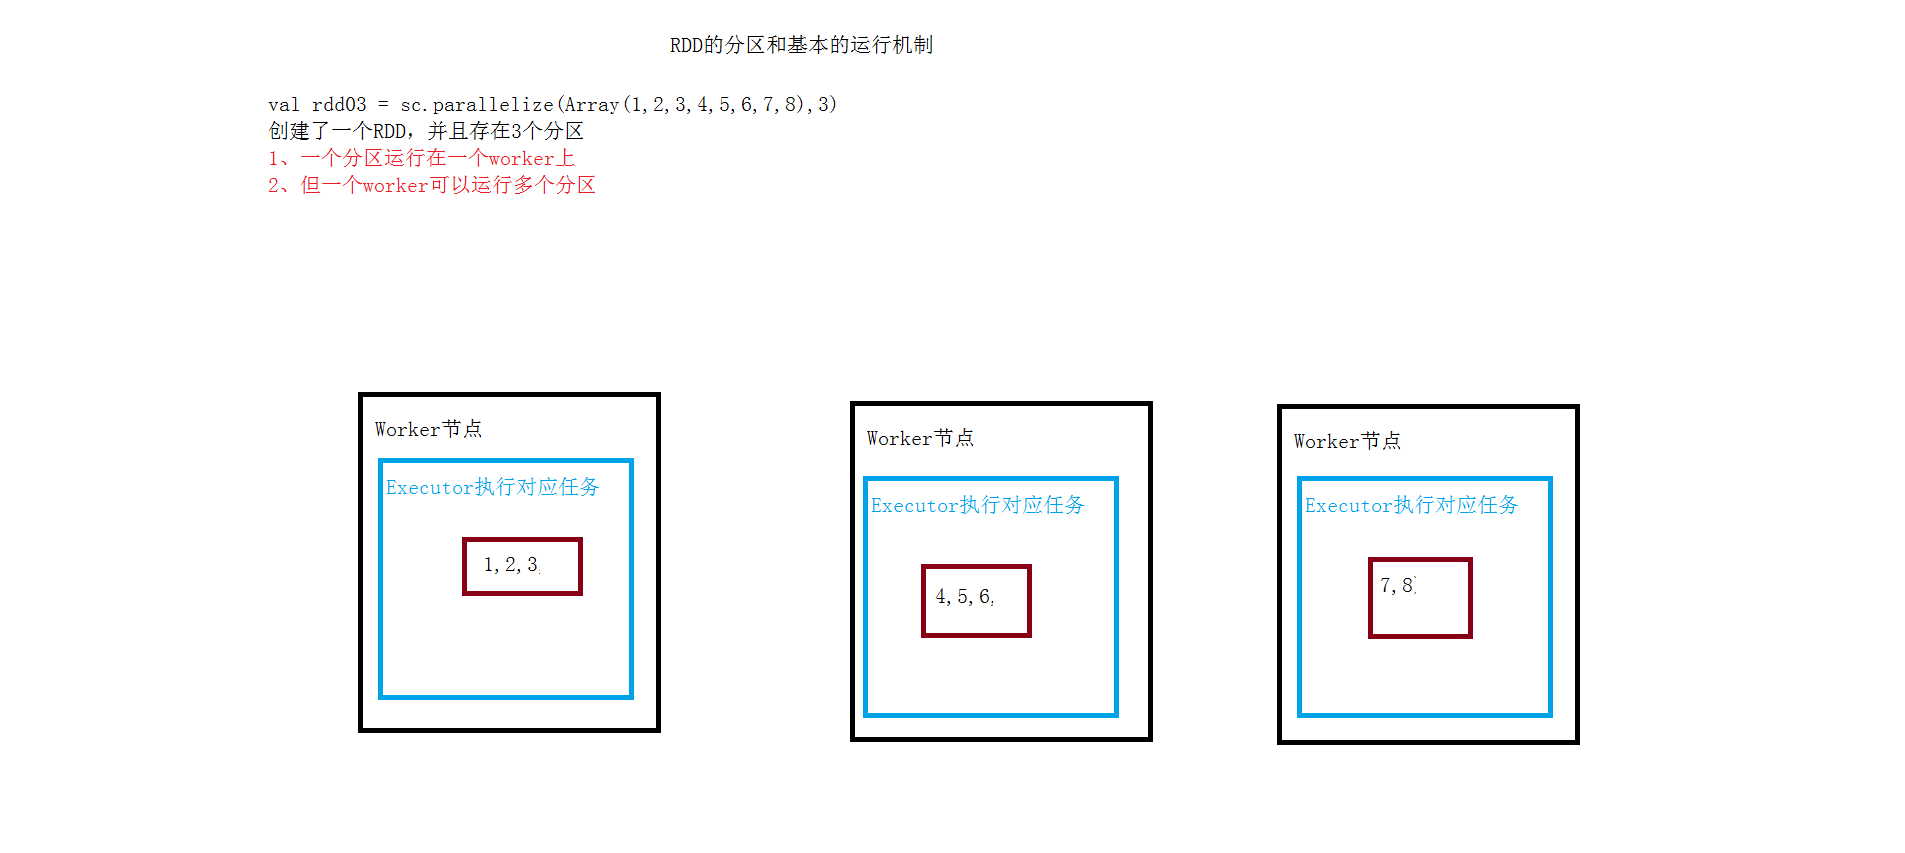 RDD的分区和基本的运行机制
val rdd03 = sc.parallelize(Array(1,2,3,4,5,6,7,8),3)
创建了一个RDD，并且存在3个分区
1、一个分区运行在一个worker上
2、但一个worker可以运行多个分区
Worker节点
Executor执行对应任务
1,2,3,
Worker节点
Executor执行对应任务
4,5,6,
Worker节点
Executor执行对应任务
7,8